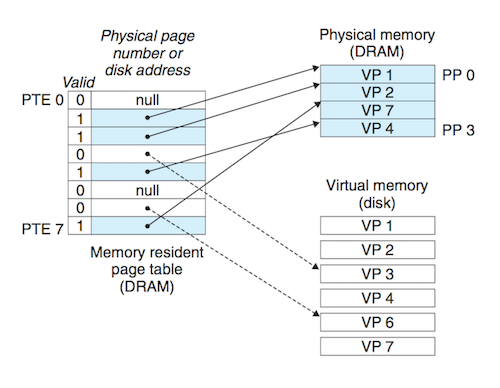 Physical page
number or
disk address
Valid
PTE 0
0
null
1
1
0
1
0
null
0
PTE 7
1
Memory resident
page table
(DRAM)
Physical memory
(DRAM)
VP 1
PP 0
VP 2
VP 7
VP 4
PP 3
Virtual memory
(disk)
VP 1
VP 2
VP 3
VP 4
VP 6
VP 7